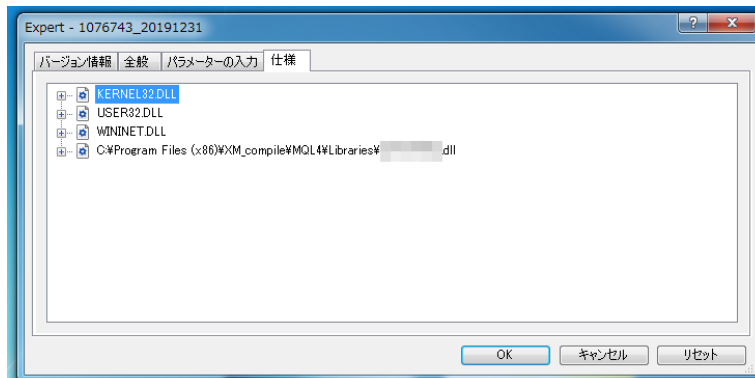 Expert - 1076743_20191231
バージョン情報 全般 パラメーターの入力 仕様
KERNEL32.DLL
USER32.DLL
WININET.DLL
C:¥Program Files (x86)¥XM_compile¥MQL4¥Libraries¥ .dll
OK キャンセル リセット